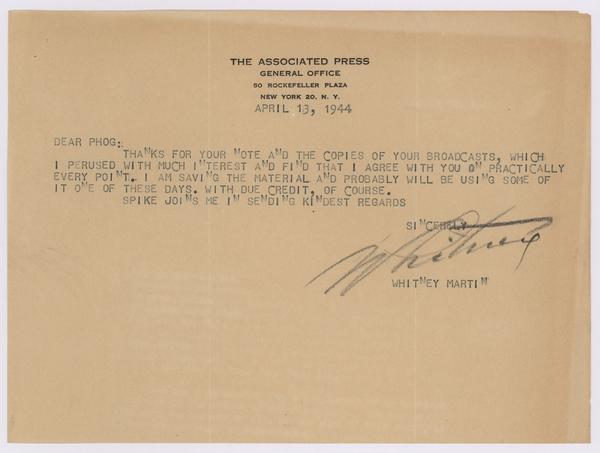 THE ASSOCIATED PRESS
GENERAL OFFICE
50 ROCKEFELLER PLAZA
NEW YORK 20, N. Y.
APRIL 13, 1944
DEAR PHOG:
THANKS FOR YOUR NOTE AND THE COPIES OF YOUR BROADCASTS, WHICH
I PERUSED WITH MUCH INTEREST AND FIND THAT I AGREE WITH YOU ON PRACTICALLY
EVERY POINT. I AM SAVING THE MATERIAL AND PROBABLY WILL BE USING SOME OF
IT ONE OF THESE DAYS. WITH DUE CREDIT, OF COURSE.
SPIKE JOINS ME IN SENDING KINDEST REGARDS
SINCERELY
Whitney
WHITNEY MARTIN